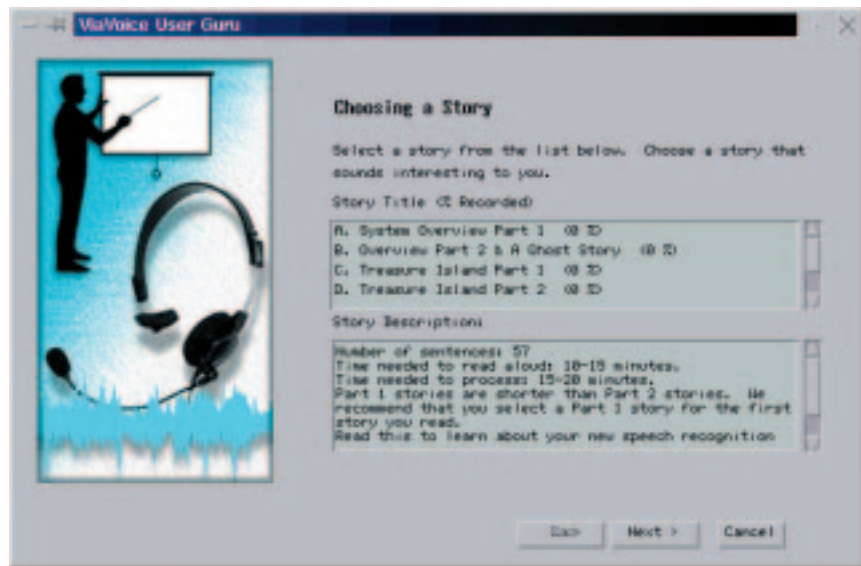 ViaVoice User Guru
Choosing a Story
Select a story from the list below. Choose a story that
sounds interesting to you.
Story Title (% Recorded)
A. System Overview Part 1 (0 %)
B. Overview Part 2 & A Ghost Story (0 %)
C. Treasure Island Part 1 (0 %)
D. Treasure Island Part 2 (0 %)
Story Description:
Number of sentences: 57
Time needed to read aloud: 10-15 minutes.
Time needed to process: 15-20 minutes.
Part 1 stories are shorter than Part 2 stories. We
recommend that you select a Part 1 story for the first
story you read.
Read this to learn about your new speech recognition
Next >
Cancel